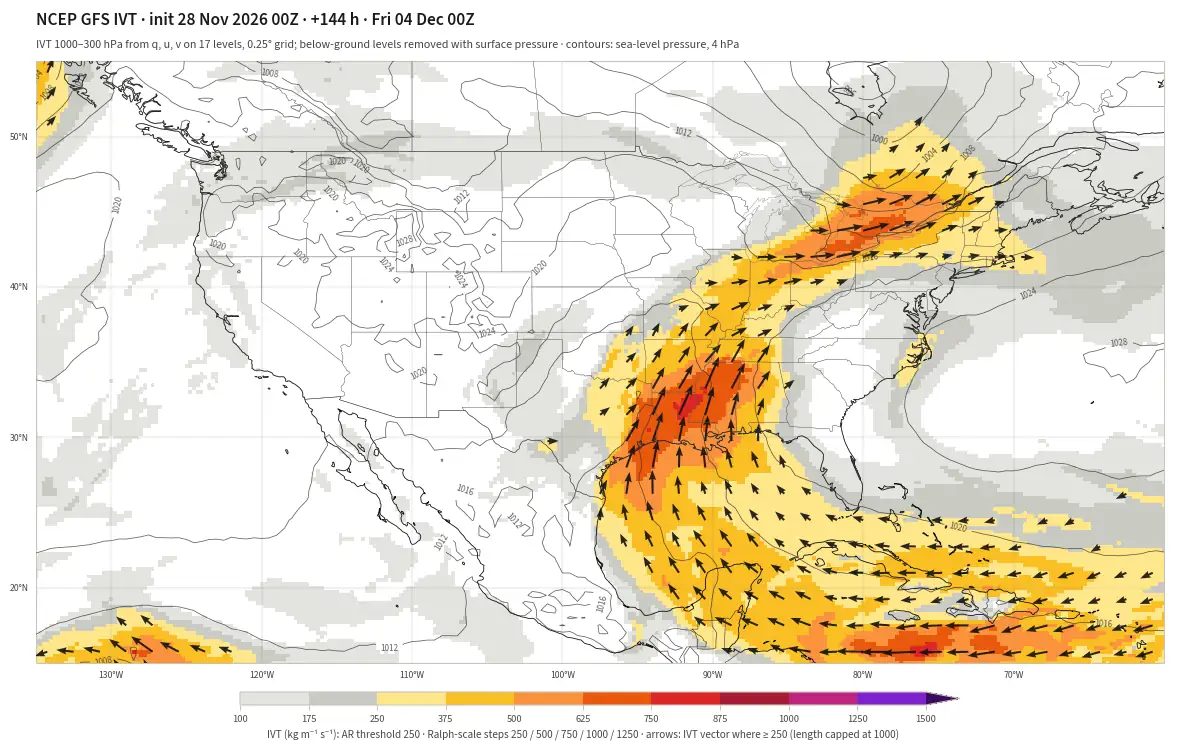 NCEP GFS IVT · init 28 Nov 2026 00Z · +144 h · Fri 04 Dec 00Z
IVT 1000–300 hPa from q, u, v on 17 levels, 0.25° grid; below-ground levels removed with surface pressure · contours: sea-level pressure, 4 hPa
1008
1012
1000
1004
1008
50°N
1020
1020
1020
1020
1012
1020
1028
1020
1020
1024
1024
1020
40°N
1024
1024
1028
1020
30°N
1016
1012
1012
1020
20°N
1016
1016
1012
1008
130°W
120°W
110°W
100°W
90°W
80°W
70°W
100
175
250
375
500
625
750
875
1000
1250
1500
IVT (kg m⁻¹ s⁻¹): AR threshold 250 · Ralph-scale steps 250 / 500 / 750 / 1000 / 1250 · arrows: IVT vector where ≥ 250 (length capped at 1000)